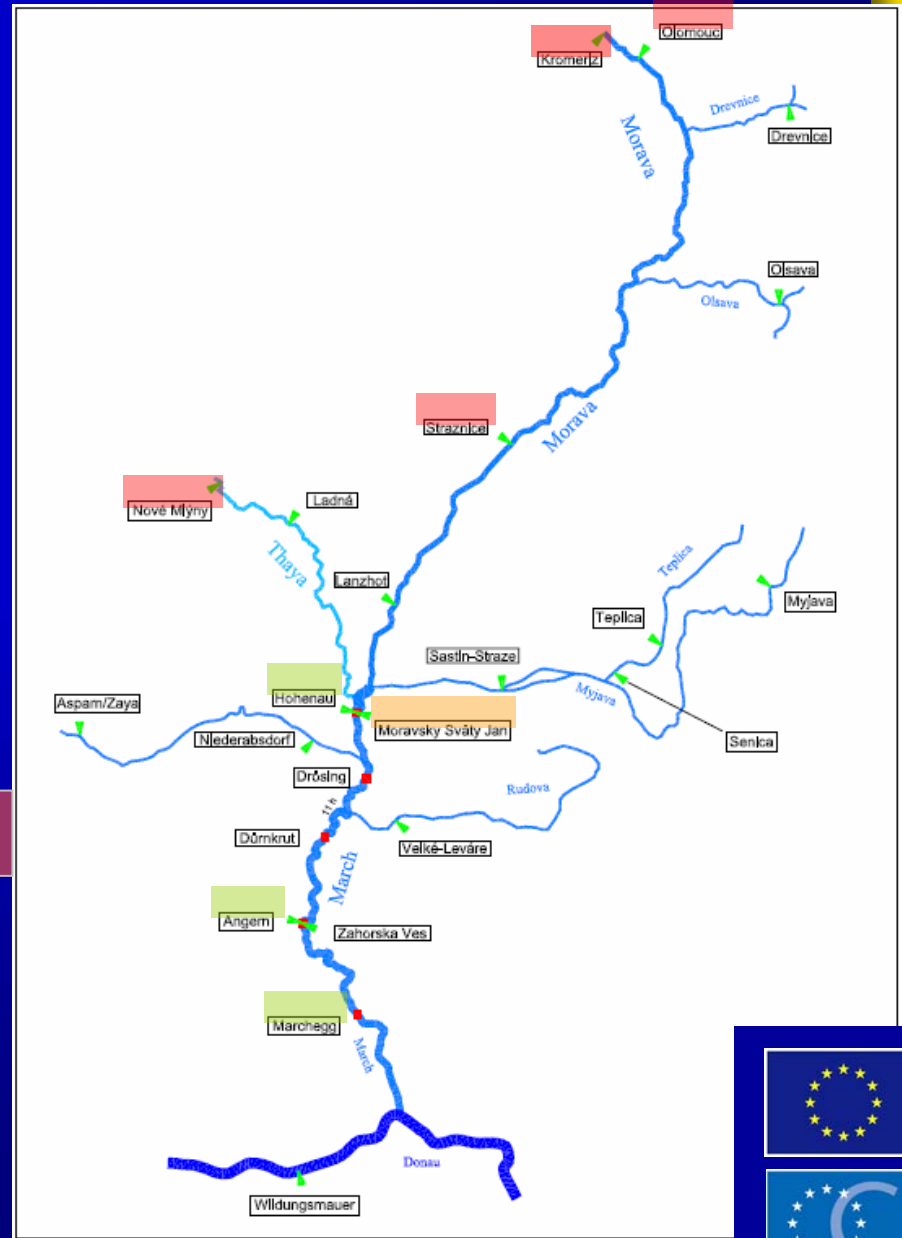 Olomouc
Kromeriz
Drevnice
Drevnice
Morava
Olsava
Olsava
Straznice
Morava
Nové Mlýny
Ladná
Thaya
Lanzhot
Teplica
Teplica
Myjava
Sastin-Straze
Myjava
Senica
Hohenau
Moravsky Sväty Jan
Aspam/Zaya
Niederabsdorf
Drösing
Rudova
11 h
Dürnkrut
Velké-Leváre
March
Angern
Zahorska Ves
Marchegg
March
Donau
Wildungsmauer